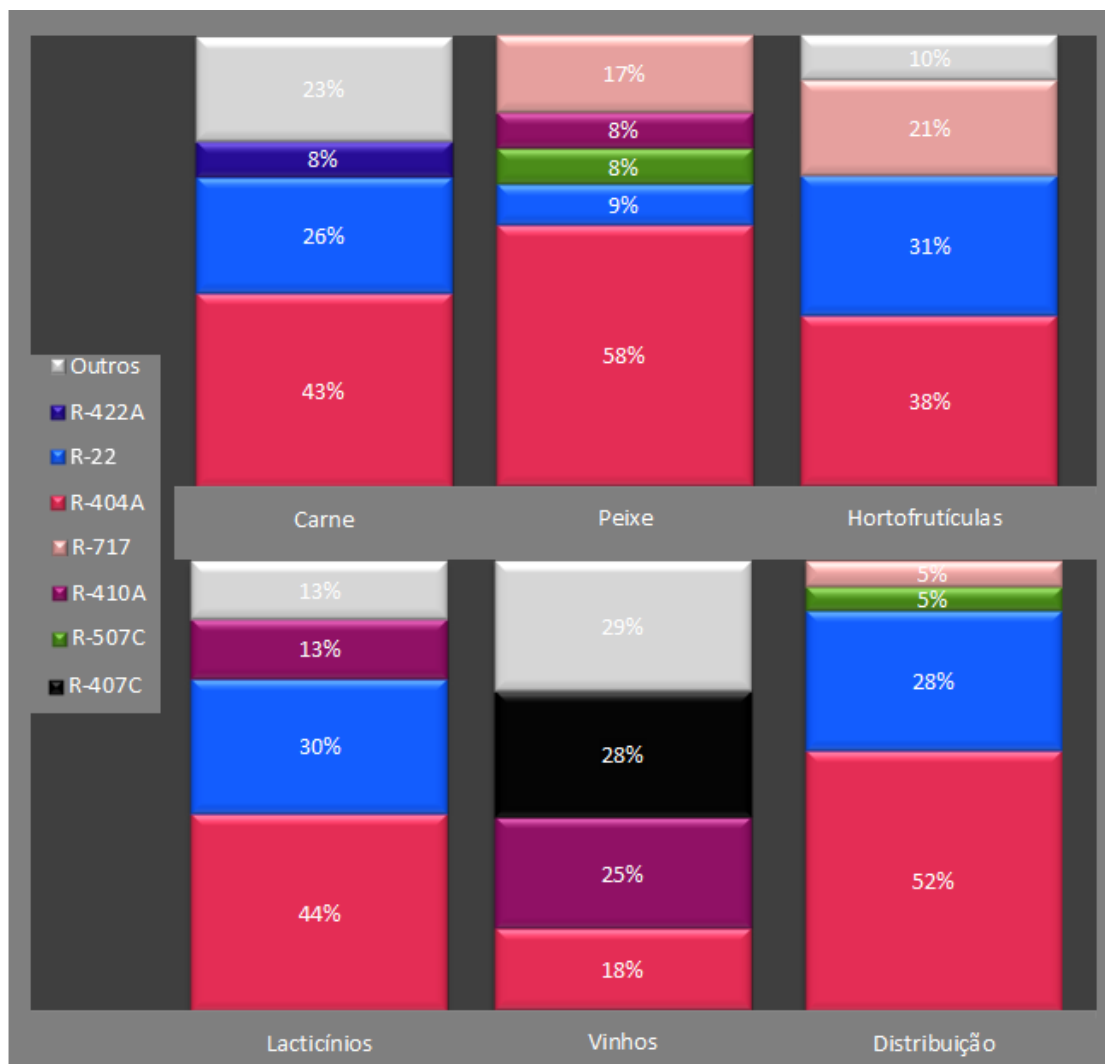 23%
8%
26%
43%
17%
8%
8%
9%
58%
10%
21%
31%
38%
Carne
Peixe
Hortofrutículas
Outros
R-422A
R-22
R-404A
R-717
R-410A
R-507C
R-407C
13%
13%
30%
44%
29%
28%
25%
18%
5%
5%
28%
52%
Lacticínios
Vinhos
Distribuição